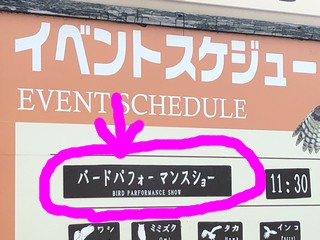 イベントスケジュー
EVENT SCHEDULE
バードパフォーマンスショー
BIRD PARFORMANCE SHOW
11:30
ワシ
ミミズク
タカ
インコ